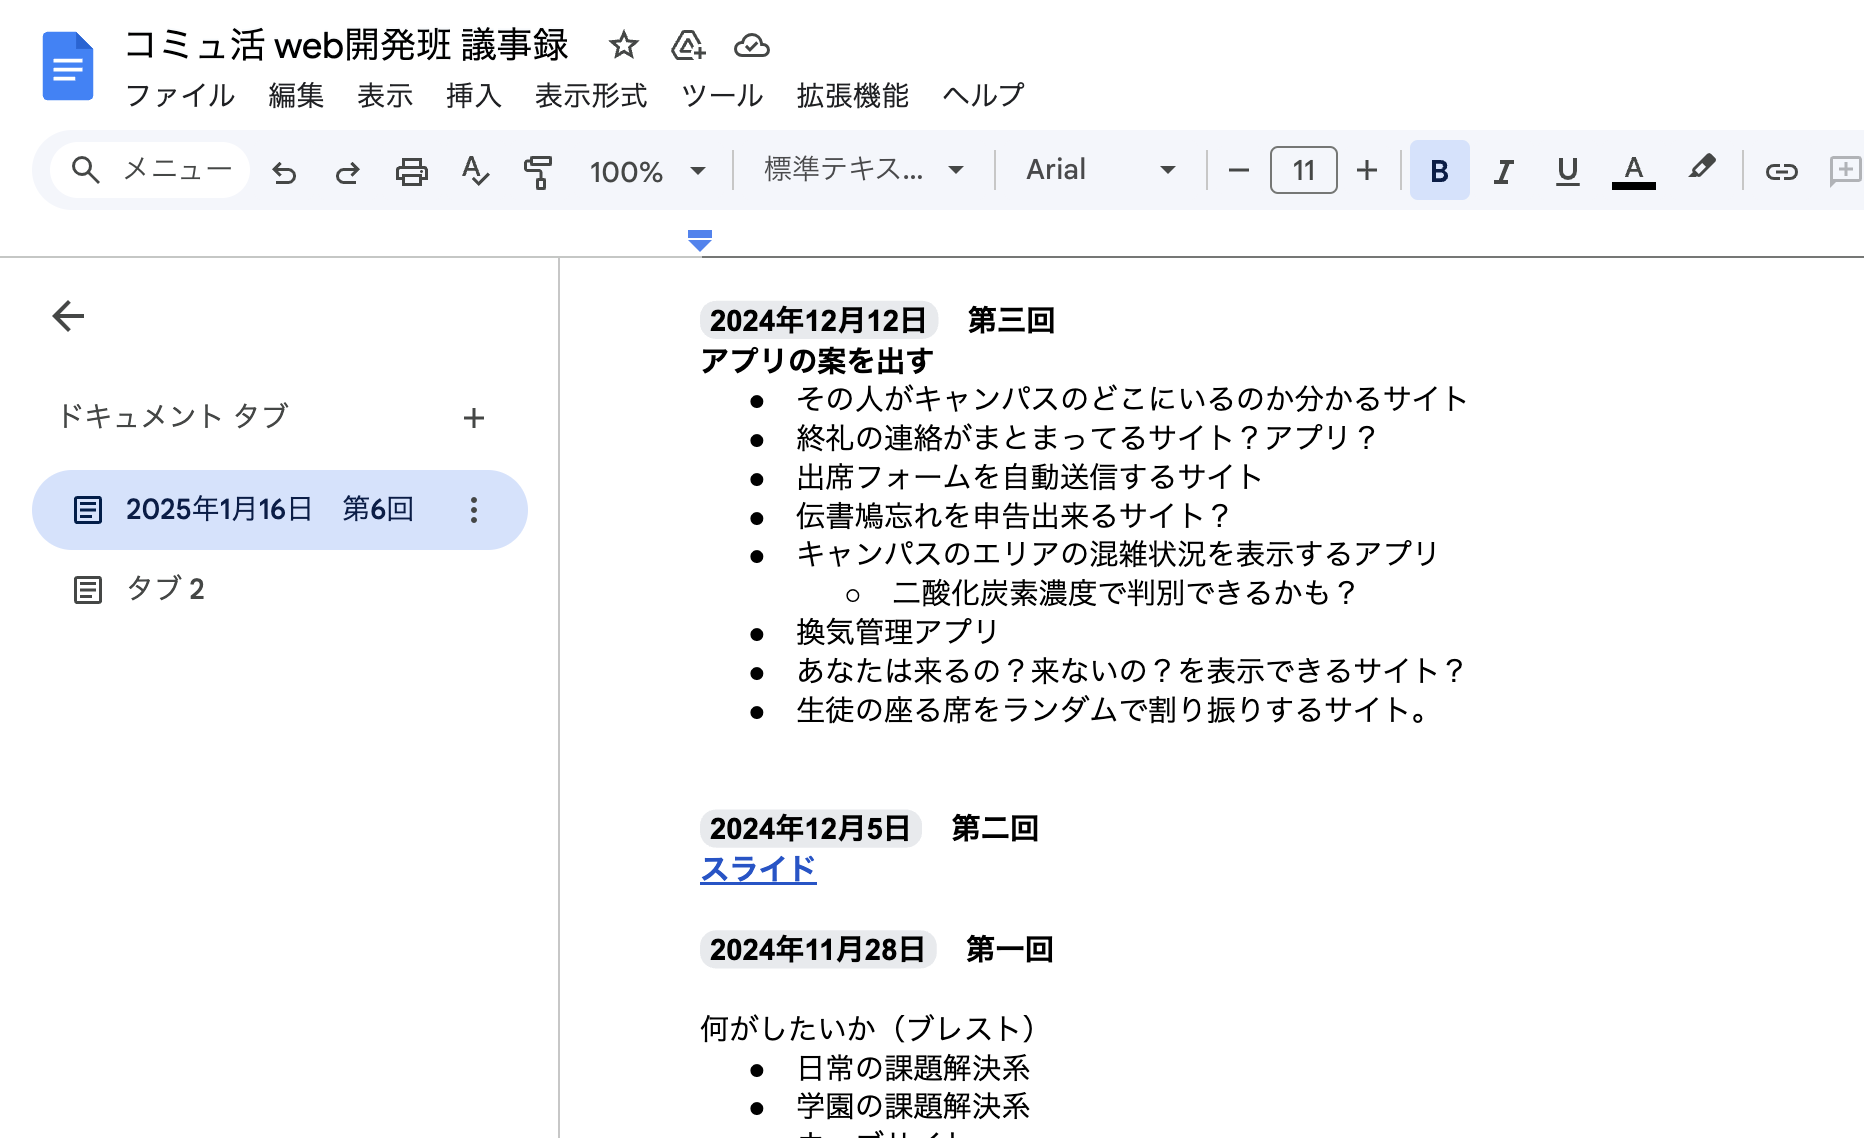 コミュ活 web開発班 議事録
ファイル 編集 表示 挿入 表示形式 ツール 拡張機能 ヘルプ
メニュー 100% 標準テキス... Arial 11 B I U A
2024年12月12日 第三回
アプリの案を出す
● その人がキャンパスのどこにいるのか分かるサイト
● 終礼の連絡がまとまってるサイト？アプリ？
● 出席フォームを自動送信するサイト
● 伝書鳩忘れを申告出来るサイト？
● キャンパスのエリアの混雑状況を表示するアプリ
○ 二酸化炭素濃度で判別できるかも？
● 換気管理アプリ
● あなたは来るの？来ないの？を表示できるサイト？
● 生徒の座る席をランダムで割り振りするサイト。
2024年12月5日 第二回
スライド
2024年11月28日 第一回
何がしたいか（ブレスト）
● 日常の課題解決系
● 学園の課題解決系
ドキュメント タブ
2025年1月16日 第6回
タブ 2